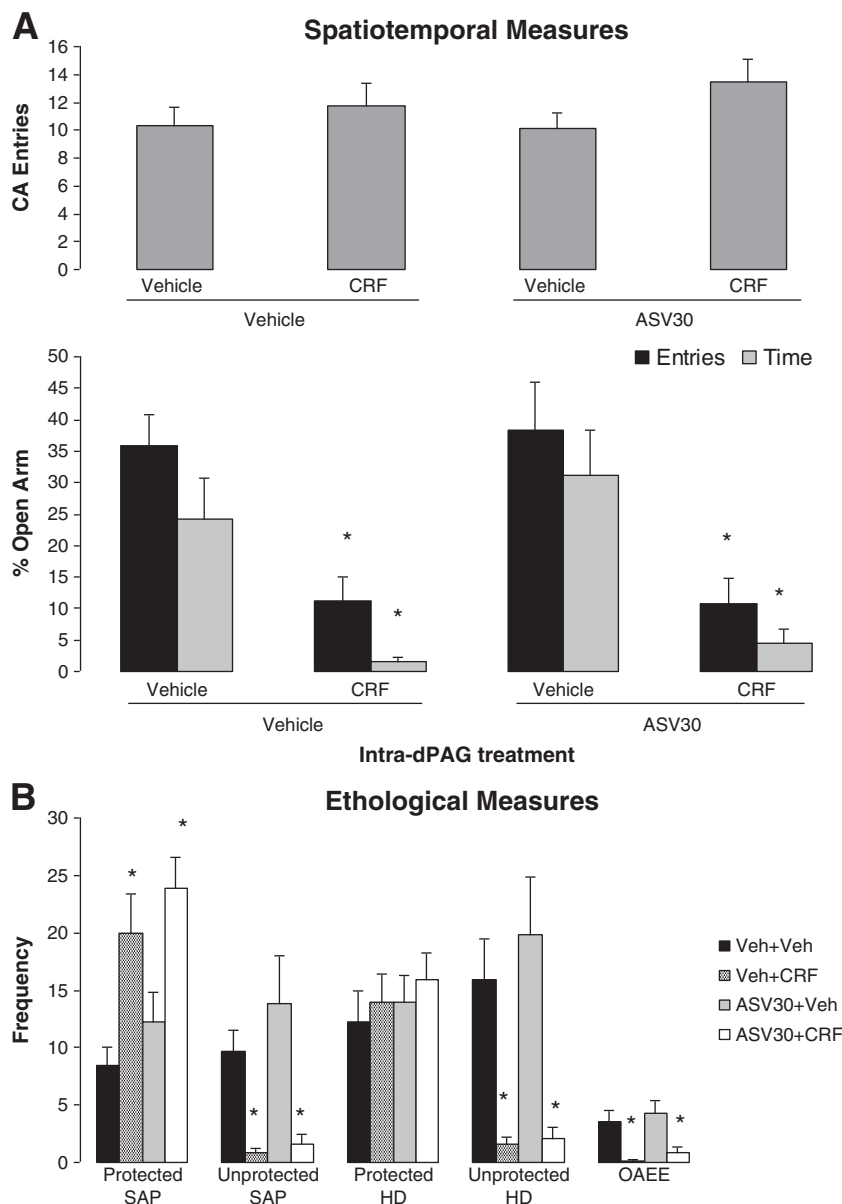 A
Spatiotemporal Measures
CA Entries
16
14
12
10
8
6
4
2
0
Vehicle CRF Vehicle CRF
Vehicle ASV30
% Open Arm
50
45
40
35
30
25
20
15
10
5
0
Entries Time
* * * *
Vehicle CRF Vehicle CRF
Vehicle ASV30
Intra-dPAG treatment
B
Ethological Measures
Frequency
30
25
20
15
10
5
0
* * * * * * * *
Veh+Veh
Veh+CRF
ASV30+Veh
ASV30+CRF
Protected SAP
Unprotected SAP
Protected HD
Unprotected HD
OAEE